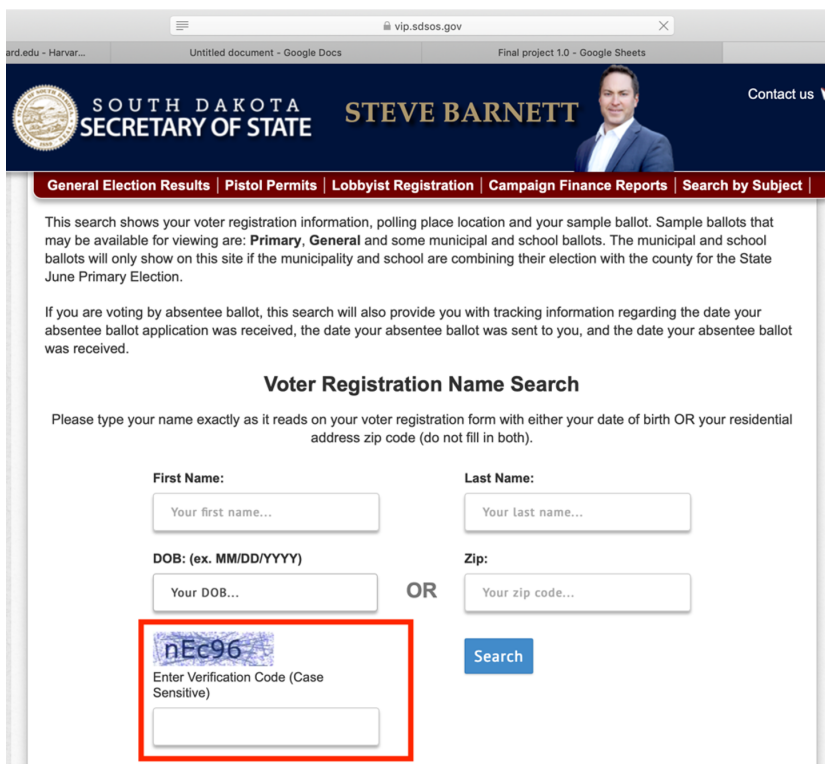 vip.sdsos.gov
ard.edu - Harvar...
Untitled document - Google Docs
Final project 1.0 - Google Sheets
SOUTH DAKOTA
SECRETARY OF STATE
STEVE BARNETT
Contact us
General Election Results | Pistol Permits | Lobbyist Registration | Campaign Finance Reports | Search by Subject |
This search shows your voter registration information, polling place location and your sample ballot. Sample ballots that
may be available for viewing are: Primary, General and some municipal and school ballots. The municipal and school
ballots will only show on this site if the municipality and school are combining their election with the county for the State
June Primary Election.
If you are voting by absentee ballot, this search will also provide you with tracking information regarding the date your
absentee ballot application was received, the date your absentee ballot was sent to you, and the date your absentee ballot
was received.
Voter Registration Name Search
Please type your name exactly as it reads on your voter registration form with either your date of birth OR your residential
address zip code (do not fill in both).
First Name:
Last Name:
Your first name...
Your last name...
DOB: (ex. MM/DD/YYYY)
Zip:
Your DOB...
OR
Your zip code...
nEc96
Search
Enter Verification Code (Case
Sensitive)